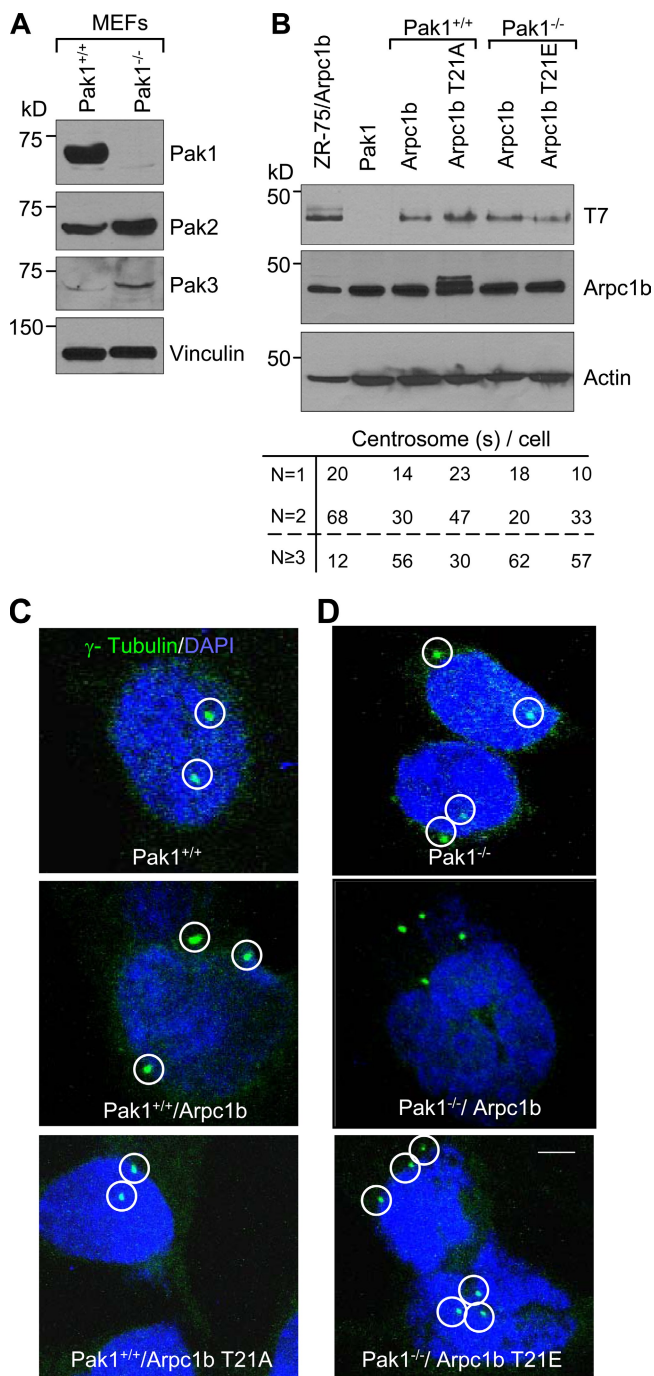 A
MEFs
Pak1+/+
Pak1-/-
kD
75
Pak1
75
Pak2
75
Pak3
150
Vinculin
B
Pak1+/+
Pak1-/-
ZR-75/Arpc1b
Pak1
Arpc1b
Arpc1b T21A
Arpc1b
Arpc1b T21E
kD
50
T7
50
Arpc1b
50
Actin
Centrosome (s) / cell
N=1 20 14 23 18 10
N=2 68 30 47 20 33
N≥3 12 56 30 62 57
C
γ- Tubulin/DAPI
Pak1+/+
Pak1+/+/Arpc1b
Pak1+/+/Arpc1b T21A
D
Pak1-/-
Pak1-/-/ Arpc1b
Pak1-/-/ Arpc1b T21E